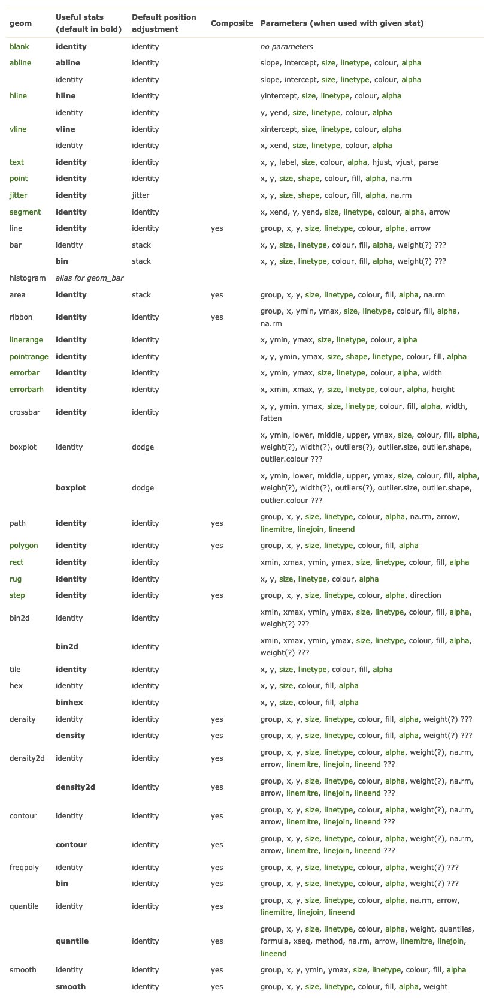 geom Useful stats (default in bold) Default position adjustment Composite Parameters (when used with given stat)
blank identity identity no parameters
abline abline identity slope, intercept, size, linetype, colour, alpha
identity identity slope, intercept, size, linetype, colour, alpha
hline hline identity yintercept, size, linetype, colour, alpha
identity identity y, yend, size, linetype, colour, alpha
vline vline identity xintercept, size, linetype, colour, alpha
identity identity x, xend, size, linetype, colour, alpha
text identity identity x, y, label, size, colour, alpha, hjust, vjust, parse
point identity identity x, y, size, shape, colour, fill, alpha, na.rm
jitter identity jitter x, y, size, shape, colour, fill, alpha, na.rm
segment identity identity x, xend, y, yend, size, linetype, colour, alpha, arrow
line identity identity yes group, x, y, size, linetype, colour, alpha, arrow
bar identity stack x, y, size, linetype, colour, fill, alpha, weight(?) ???
bin stack x, y, size, linetype, colour, fill, alpha, weight(?) ???
histogram alias for geom_bar
area identity stack yes group, x, y, size, linetype, colour, fill, alpha, na.rm
ribbon identity identity yes group, x, ymin, ymax, size, linetype, colour, fill, alpha,
na.rm
linerange identity identity x, ymin, ymax, size, linetype, colour, alpha
pointrange identity identity x, y, ymin, ymax, size, shape, linetype, colour, fill, alpha
errorbar identity identity x, ymin, ymax, size, linetype, colour, alpha, width
errorbarh identity identity x, xmin, xmax, y, size, linetype, colour, alpha, height
crossbar identity identity x, y, ymin, ymax, size, linetype, colour, fill, alpha, width,
fatten
boxplot identity dodge x, ymin, lower, middle, upper, ymax, size, colour, fill, alpha,
weight(?), width(?), outliers(?), outlier.size, outlier.shape,
outlier.colour ???
boxplot dodge x, ymin, lower, middle, upper, ymax, size, colour, fill, alpha,
weight(?), width(?), outliers(?), outlier.size, outlier.shape,
outlier.colour ???
path identity identity yes group, x, y, size, linetype, colour, alpha, na.rm, arrow,
linemitre, linejoin, lineend
polygon identity identity yes group, x, y, size, linetype, colour, fill, alpha
rect identity identity xmin, xmax, ymin, ymax, size, linetype, colour, fill, alpha
rug identity identity x, y, size, linetype, colour, alpha
step identity identity yes group, x, y, size, linetype, colour, alpha, direction
bin2d identity identity xmin, xmax, ymin, ymax, size, linetype, colour, fill, alpha,
weight(?) ???
bin2d identity xmin, xmax, ymin, ymax, size, linetype, colour, fill, alpha,
weight(?) ???
tile identity identity x, y, size, linetype, colour, fill, alpha
hex identity identity x, y, size, colour, fill, alpha
binhex identity x, y, size, colour, fill, alpha
density identity identity yes group, x, y, size, linetype, colour, fill, alpha, weight(?) ???
density identity yes group, x, y, size, linetype, colour, fill, alpha, weight(?) ???
density2d identity identity yes group, x, y, size, linetype, colour, alpha, weight(?), na.rm,
arrow, linemitre, linejoin, lineend ???
density2d identity yes group, x, y, size, linetype, colour, alpha, weight(?), na.rm,
arrow, linemitre, linejoin, lineend ???
contour identity identity yes group, x, y, size, linetype, colour, alpha, weight(?), na.rm,
arrow, linemitre, linejoin, lineend ???
contour identity yes group, x, y, size, linetype, colour, alpha, weight(?), na.rm,
arrow, linemitre, linejoin, lineend ???
freqpoly identity identity yes group, x, y, size, linetype, colour, alpha, weight(?) ???
bin identity yes group, x, y, size, linetype, colour, alpha, weight(?) ???
quantile identity identity yes group, x, y, size, linetype, colour, alpha, na.rm, arrow,
linemitre, linejoin, lineend
quantile identity yes group, x, y, size, linetype, colour, alpha, weight, quantiles,
formula, xseq, method, na.rm, arrow, linemitre, linejoin,
lineend
smooth identity identity yes group, x, y, ymin, ymax, size, linetype, colour, fill, alpha
smooth identity yes group, x, y, size, linetype, colour, fill, alpha, weight